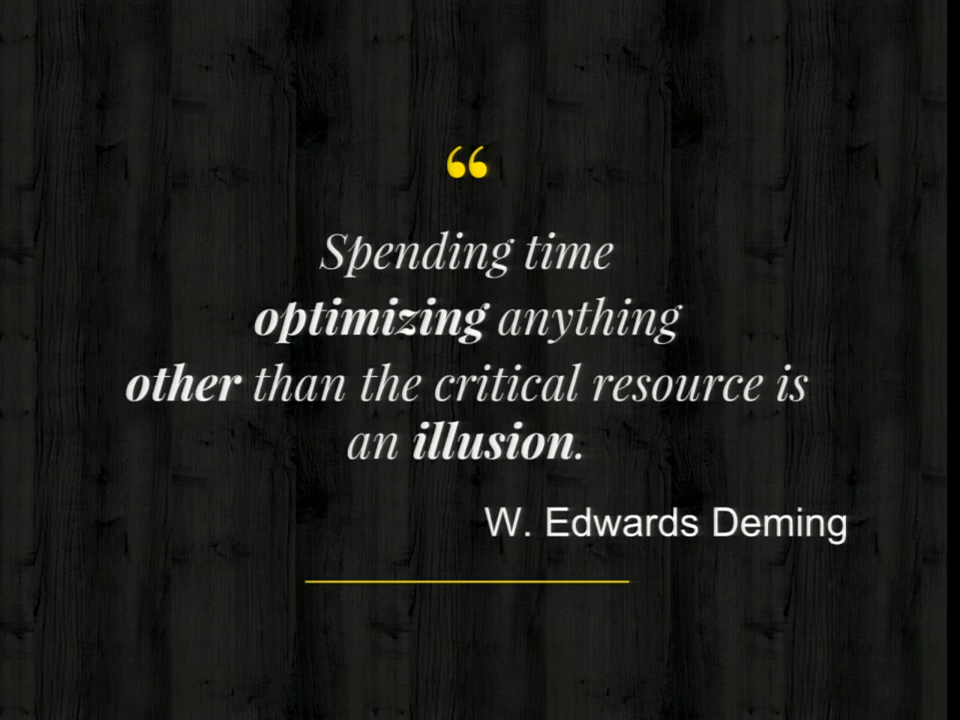 “
Spending time
optimizing anything
other than the critical resource is
an illusion.
W. Edwards Deming